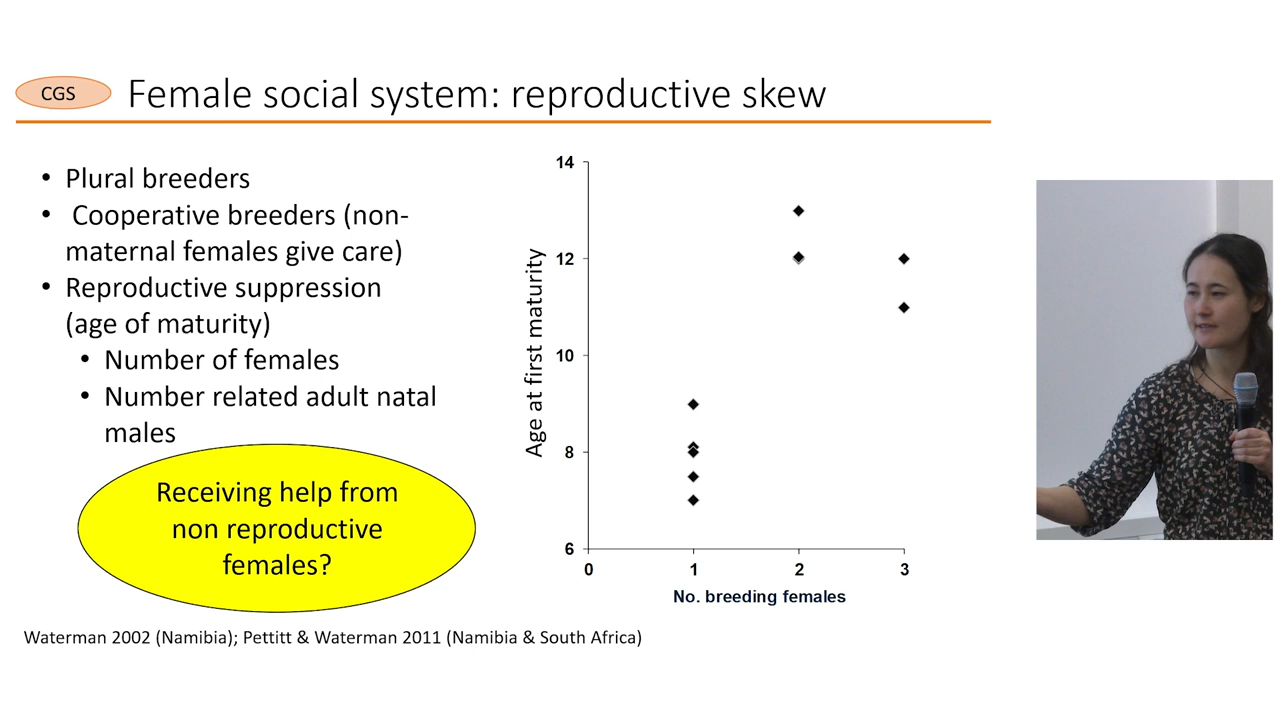 CGS
Female social system: reproductive skew
• Plural breeders
• Cooperative breeders (non-
maternal females give care)
• Reproductive suppression
(age of maturity)
• Number of females
• Number related adult natal
males
Receiving help from
non reproductive
females?
Age at first maturity
14
12
10
8
6
0 1 2 3
No. breeding females
Waterman 2002 (Namibia); Pettitt & Waterman 2011 (Namibia & South Africa)